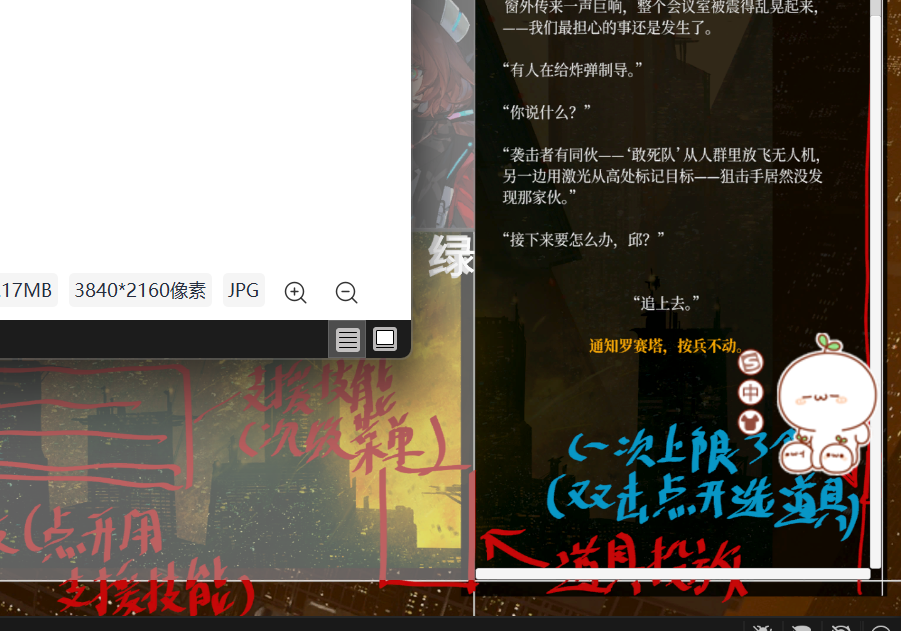 窗外传来一声巨响，整个会议室被震得乱晃起来，
——我们最担心的事还是发生了。
“有人在给炸弹制导。”
“你说什么？”
“袭击者有同伙——‘敢死队’从人群里放飞无人机，
另一边用激光从高处标记目标——狙击手居然没发
现那家伙。”
“接下来要怎么办，邱？”
“追上去。”
通知罗赛塔，按兵不动。
绿
.17MB
3840*2160像素
JPG
中
支援技能
（次级菜单）
（一次上限3个
（双击点开选道具）
（点开用
支援技能）
道具投放